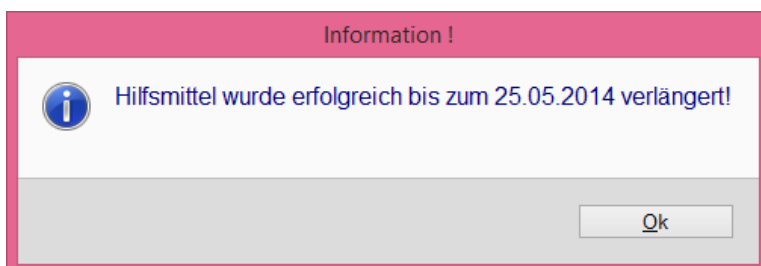 Information !
Hilfsmittel wurde erfolgreich bis zum 25.05.2014 verlängert!
Ok